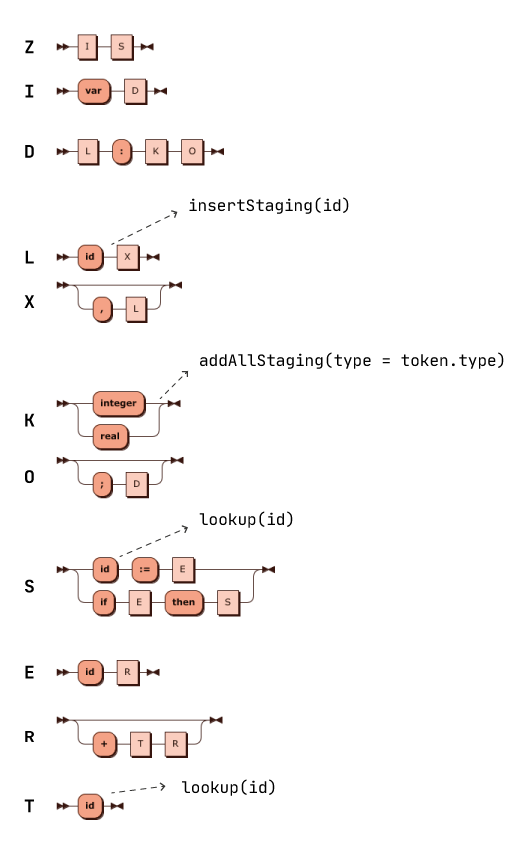 Z I S
I var D
D L : K O
insertStaging(id)
L id X
X , L
addAllStaging(type = token.type)
integer
K
real
O ; D
lookup(id)
id := E
S
if E then S
E id R
R + T R
lookup(id)
T id